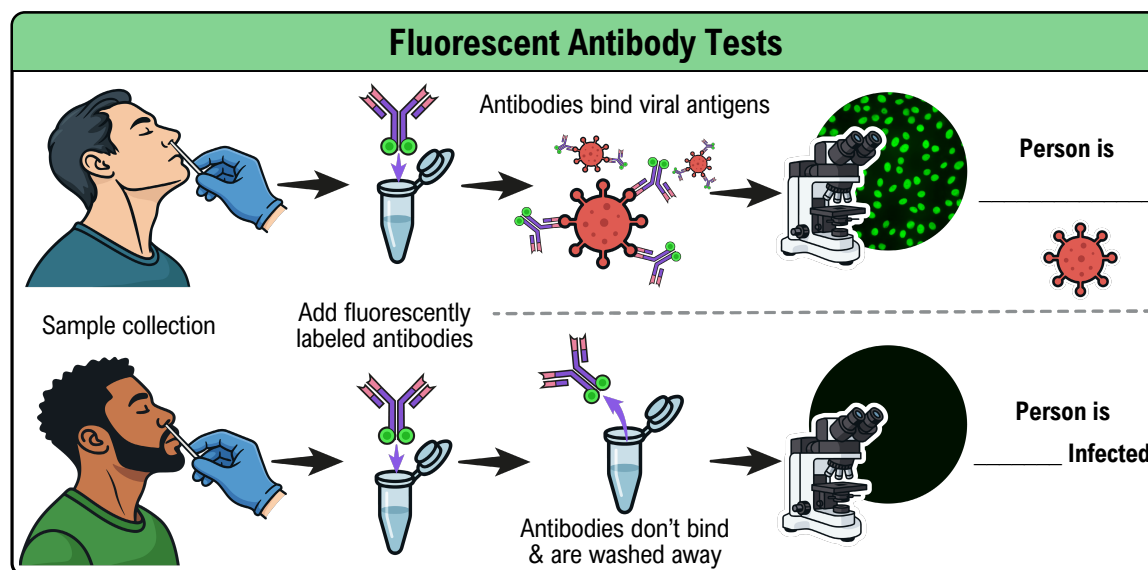 Fluorescent Antibody Tests
Antibodies bind viral antigens
Person is
Sample collection
Add fluorescently
labeled antibodies
Antibodies don't bind
& are washed away
Person is
_______ Infected